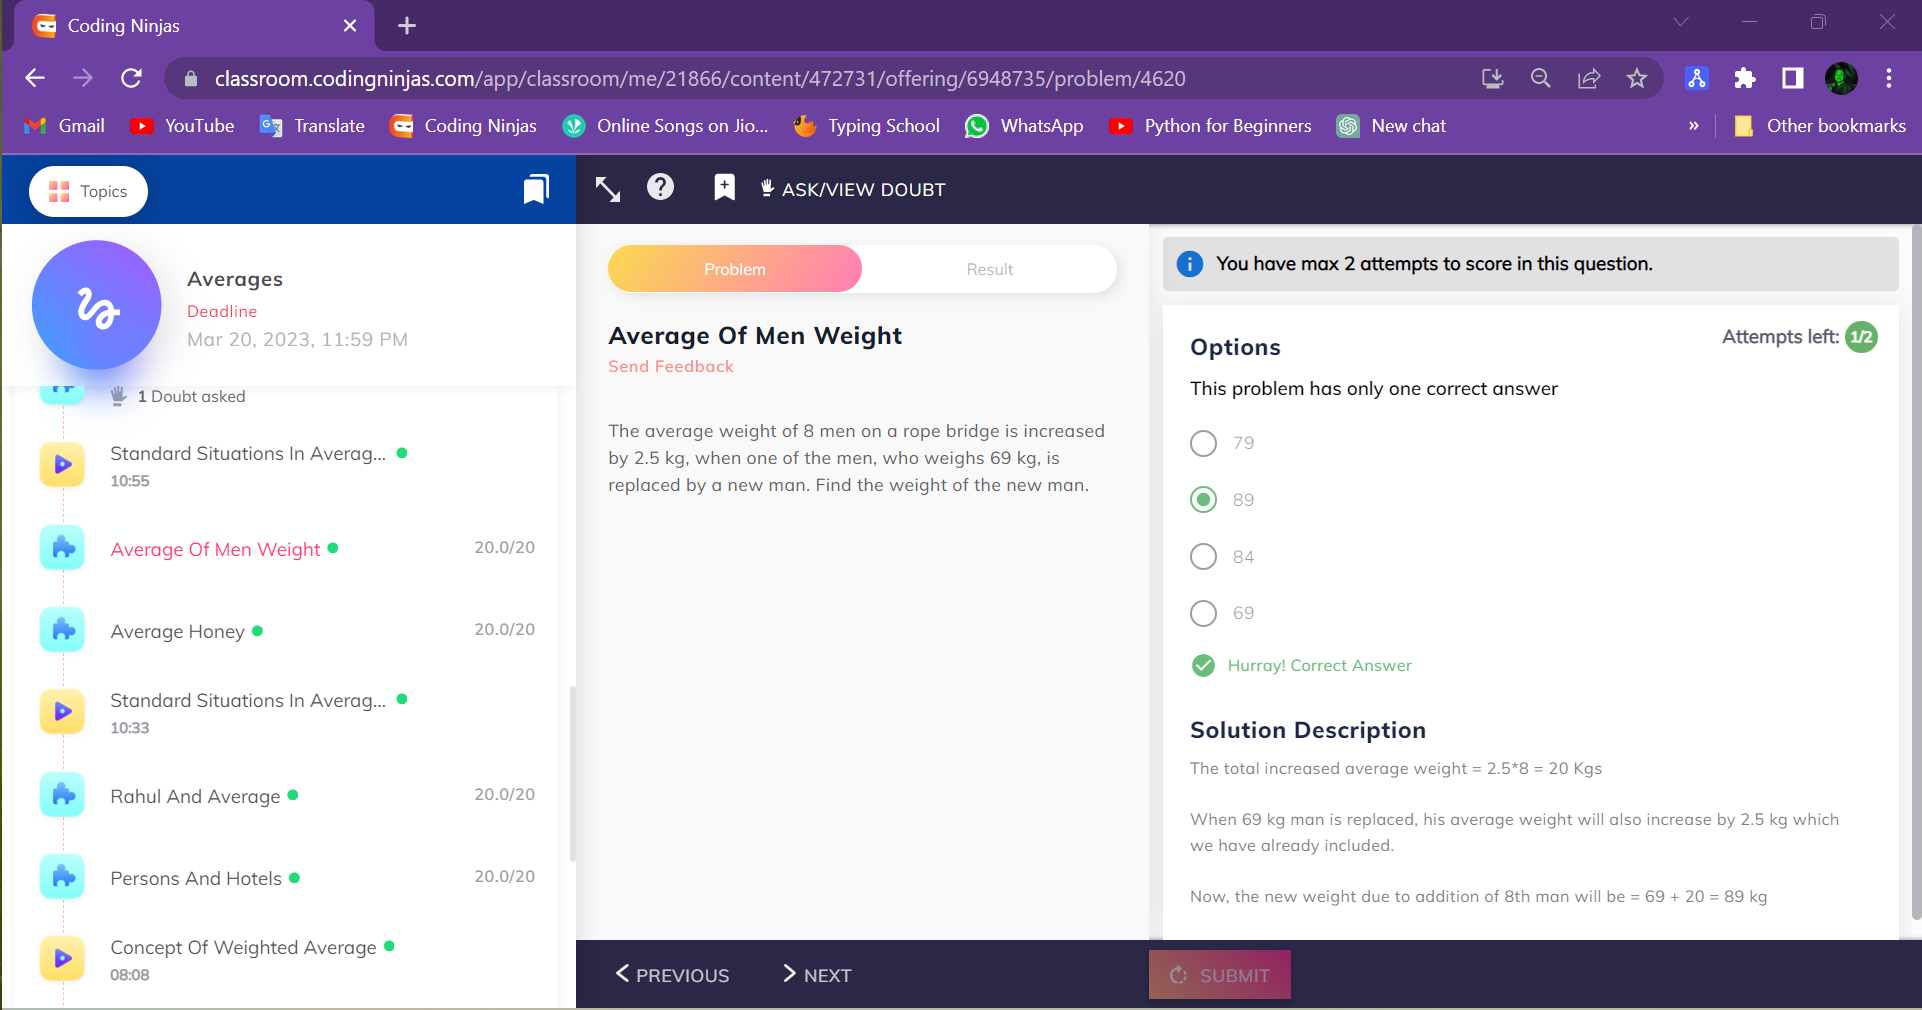 Coding Ninjas
classroom.codingninjas.com/app/classroom/me/21866/content/472731/offering/6948735/problem/4620
Gmail
YouTube
Translate
Coding Ninjas
Online Songs on Jio...
Typing School
WhatsApp
Python for Beginners
New chat
»
Other bookmarks
Topics
ASK/VIEW DOUBT
Averages
Deadline
Mar 20, 2023, 11:59 PM
1 Doubt asked
Standard Situations In Averag...
10:55
Average Of Men Weight
20.0/20
Average Honey
20.0/20
Standard Situations In Averag...
10:33
Rahul And Average
20.0/20
Persons And Hotels
20.0/20
Concept Of Weighted Average
08:08
Problem
Result
Average Of Men Weight
Send Feedback
The average weight of 8 men on a rope bridge is increased
by 2.5 kg, when one of the men, who weighs 69 kg, is
replaced by a new man. Find the weight of the new man.
You have max 2 attempts to score in this question.
Options
Attempts left: 1/2
This problem has only one correct answer
79
89
84
69
Hurray! Correct Answer
Solution Description
The total increased average weight = 2.5*8 = 20 Kgs
When 69 kg man is replaced, his average weight will also increase by 2.5 kg which
we have already included.
Now, the new weight due to addition of 8th man will be = 69 + 20 = 89 kg
PREVIOUS
NEXT
SUBMIT